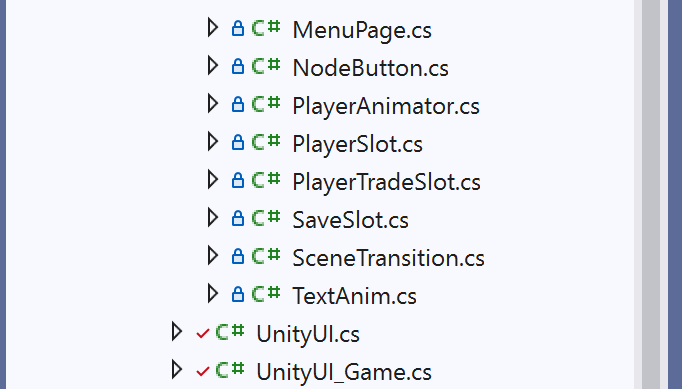 C# MenuPage.cs
C# NodeButton.cs
C# PlayerAnimator.cs
C# PlayerSlot.cs
C# PlayerTradeSlot.cs
C# SaveSlot.cs
C# SceneTransition.cs
C# TextAnim.cs
C# UnityUI.cs
C# UnityUI_Game.cs